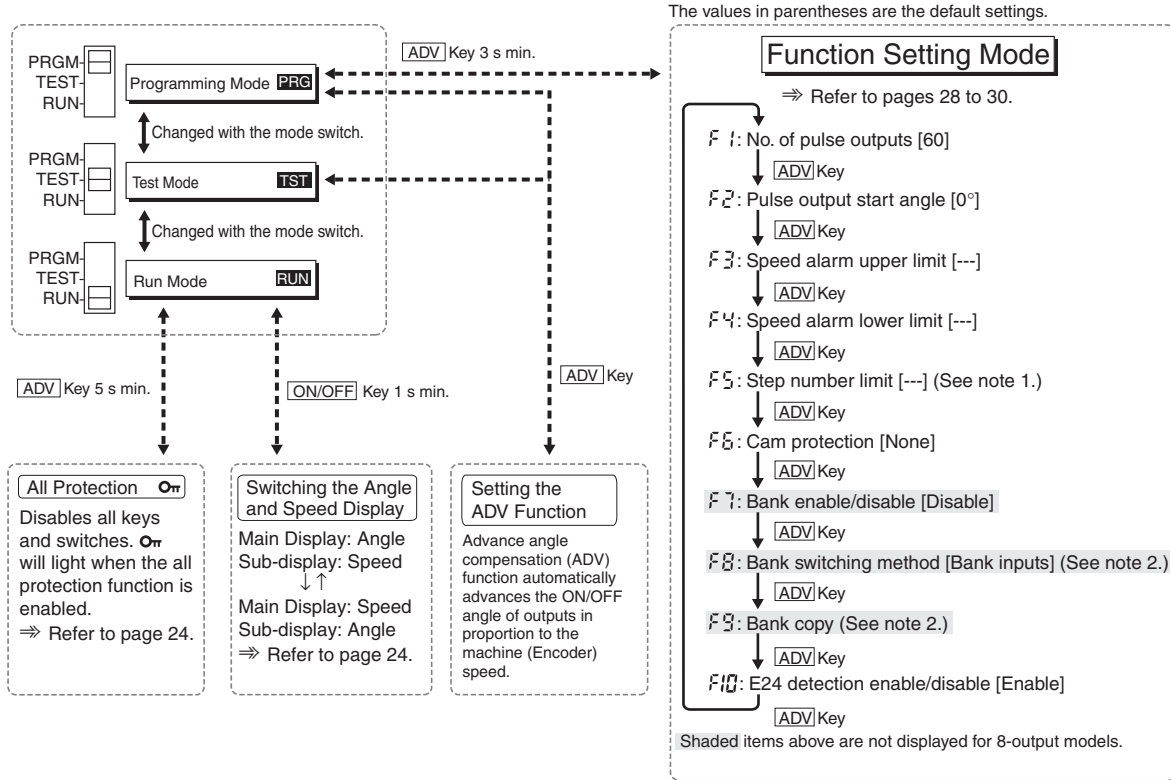 The values in parentheses are the default settings.
PRGM-
TEST-
RUN-
Programming Mode PRG
ADV Key 3 s min.
Changed with the mode switch.
PRGM-
TEST-
RUN-
Test Mode TST
Changed with the mode switch.
PRGM-
TEST-
RUN-
Run Mode RUN
ADV Key 5 s min.
ON/OFF Key 1 s min.
ADV Key
All Protection
Disables all keys
and switches.
will light when the all
protection function is
enabled.
⇒ Refer to page 24.
Switching the Angle
and Speed Display
Main Display: Angle
Sub-display: Speed
↓↑
Main Display: Speed
Sub-display: Angle
⇒ Refer to page 24.
Setting the
ADV Function
Advance angle
compensation (ADV)
function automatically
advances the ON/OFF
angle of outputs in
proportion to the
machine (Encoder)
speed.
Function Setting Mode
⇒ Refer to pages 28 to 30.
F1: No. of pulse outputs [60]
ADV Key
F2: Pulse output start angle [0°]
ADV Key
F3: Speed alarm upper limit [---]
ADV Key
F4: Speed alarm lower limit [---]
ADV Key
F5: Step number limit [---] (See note 1.)
ADV Key
F6: Cam protection [None]
ADV Key
F7: Bank enable/disable [Disable]
ADV Key
F8: Bank switching method [Bank inputs] (See note 2.)
ADV Key
F9: Bank copy (See note 2.)
ADV Key
F10: E24 detection enable/disable [Enable]
ADV Key
Shaded items above are not displayed for 8-output models.